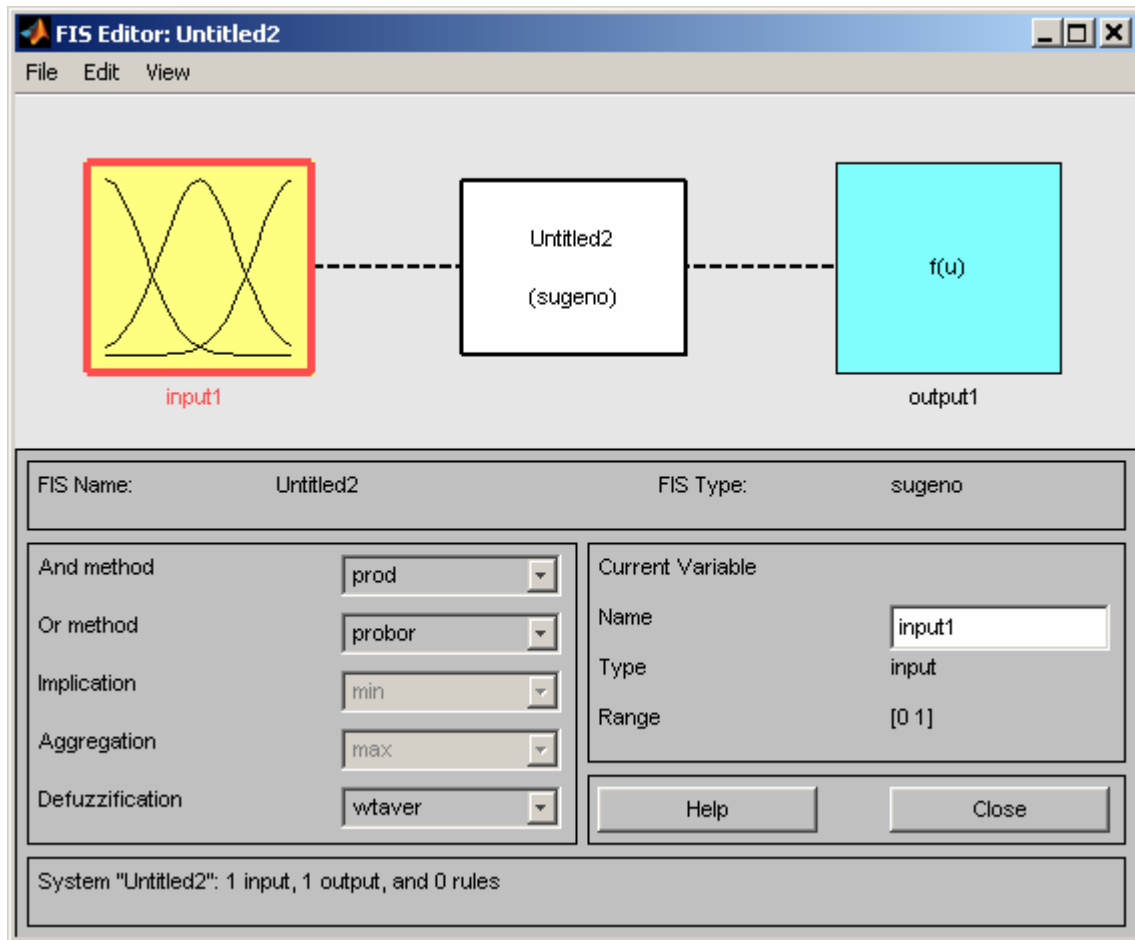 FIS Editor: Untitled2
File Edit View
Untitled2
(sugeno)
f(u)
input1
output1
FIS Name: Untitled2 FIS Type: sugeno
And method prod
Or method probor
Implication min
Aggregation max
Defuzzification wtaver
Current Variable
Name input1
Type input
Range [0 1]
Help Close
System "Untitled2": 1 input, 1 output, and 0 rules